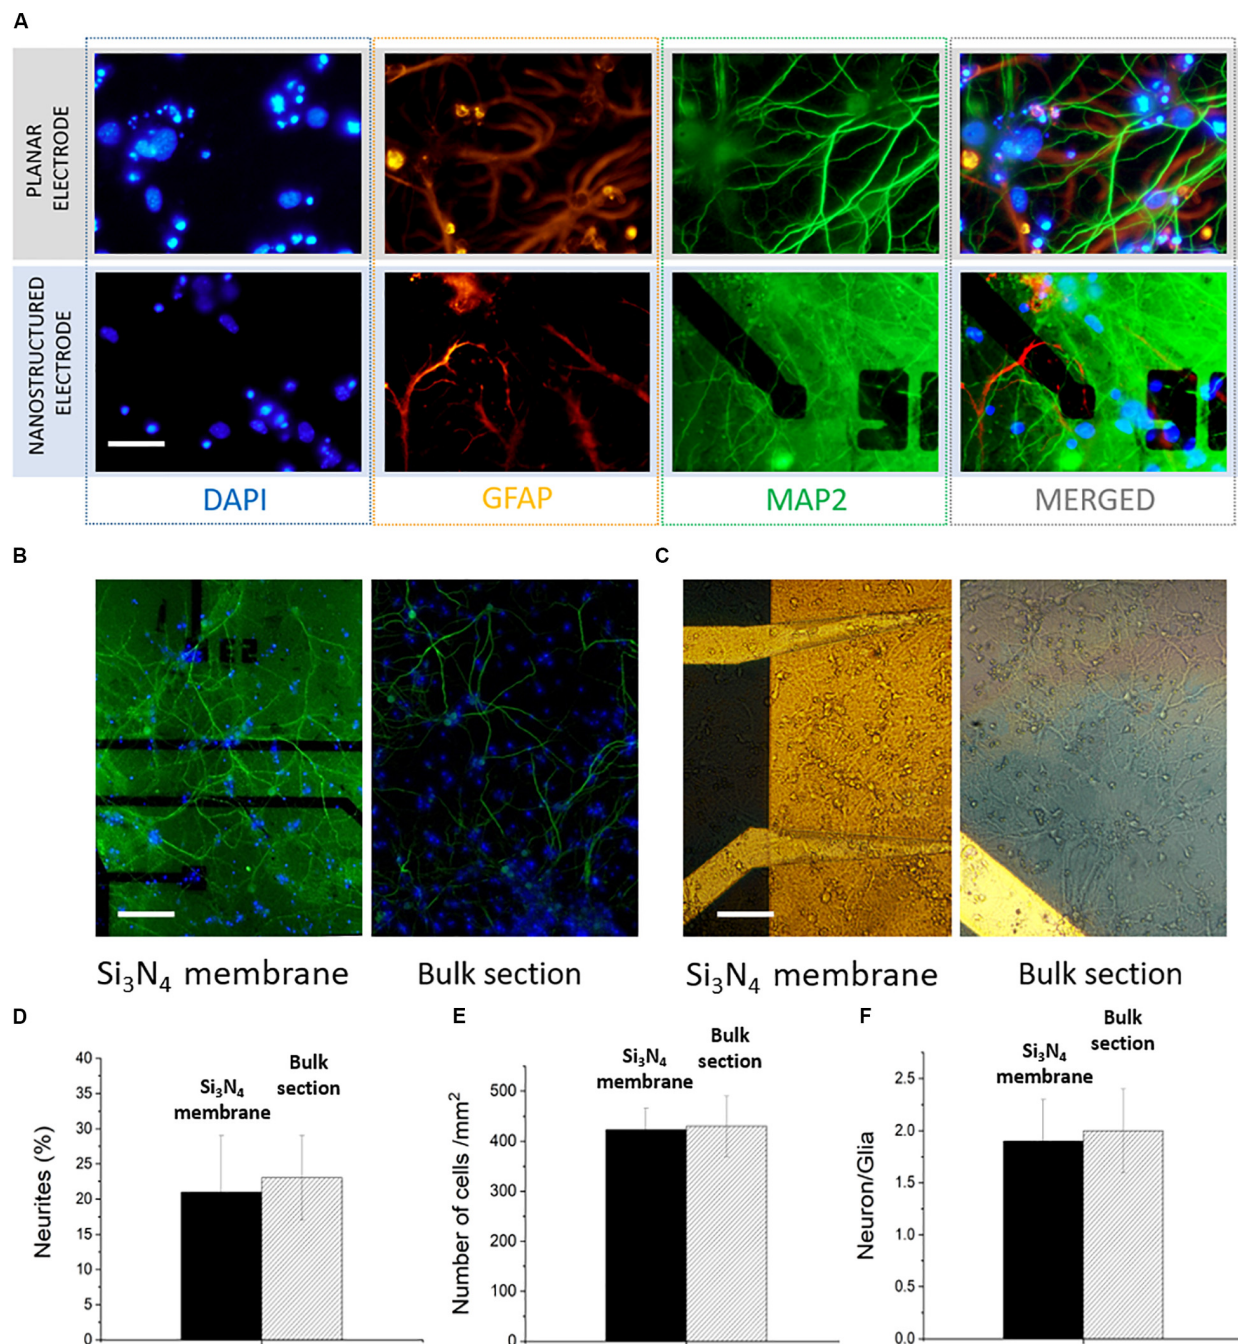 A
PLANAR
ELECTRODE
NANOSTRUCTURED
ELECTRODE
DAPI
GFAP
MAP2
MERGED
B
C
Si₃N₄ membrane
Bulk section
Si₃N₄ membrane
Bulk section
D
Neurites (%)
40
35
30
25
20
15
10
5
0
Si₃N₄
membrane
Bulk
section
E
Number of cells /mm²
500
400
300
200
100
0
Si₃N₄
membrane
Bulk
section
F
Neuron/Glia
2.5
2.0
1.5
1.0
0.5
0.0
Si₃N₄
membrane
Bulk
section